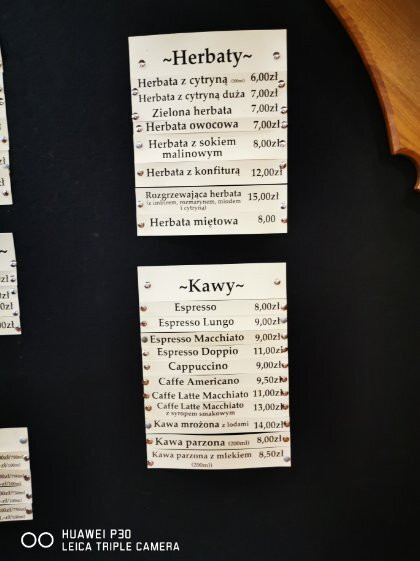 ~Herbaty~
Herbata z cytryną (200ml) 6,00zł
Herbata z cytryną duża 7,00zł
Zielona herbata 7,00zł
Herbata owocowa 7,00zł
Herbata z sokiem 8,00zł
malinowym
Herbata z konfiturą 12,00zł
Rozgrzewająca herbata 15,00zł
(z imbirem, rozmarynem, miodem
i cytryną)
Herbata miętowa 8,00
~Kawy~
Espresso 8,00zł
Espresso Lungo 9,00zł
Espresso Macchiato 9,00zł
Espresso Doppio 11,00zł
Cappuccino 9,00zł
Caffe Americano 9,50zł
Caffe Latte Macchiato 11,00zł
Caffe Latte Macchiato 13,00zł
z syropem smakowym
Kawa mrożona z lodami 14,00zł
Kawa parzona (200ml) 8,00zł
Kawa parzona z mlekiem 8,50zł
(200ml)
HUAWEI P30
LEICA TRIPLE CAMERA